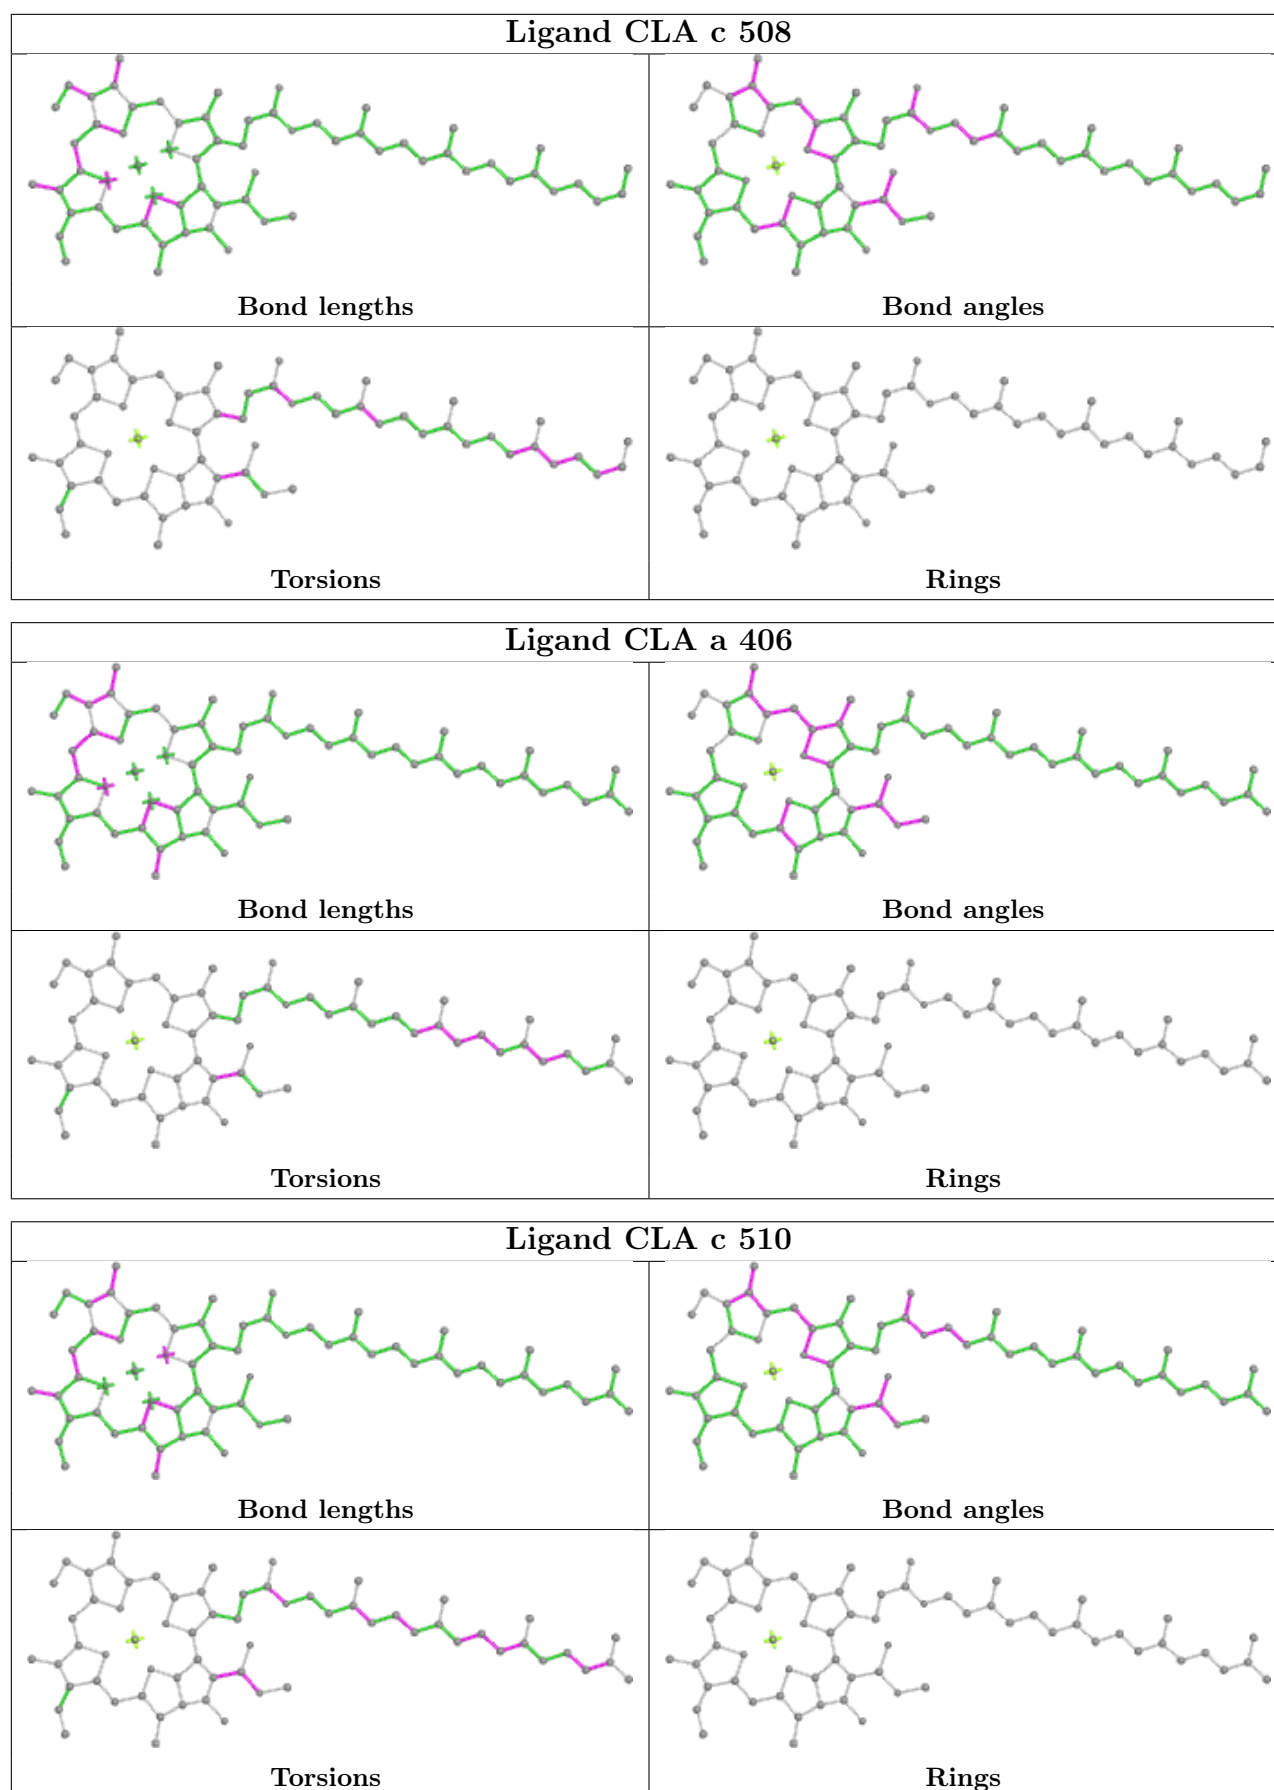 Ligand CLA c 508
Bond lengths
Bond angles
Torsions
Rings
Ligand CLA a 406
Bond lengths
Bond angles
Torsions
Rings
Ligand CLA c 510
Bond lengths
Bond angles
Torsions
Rings